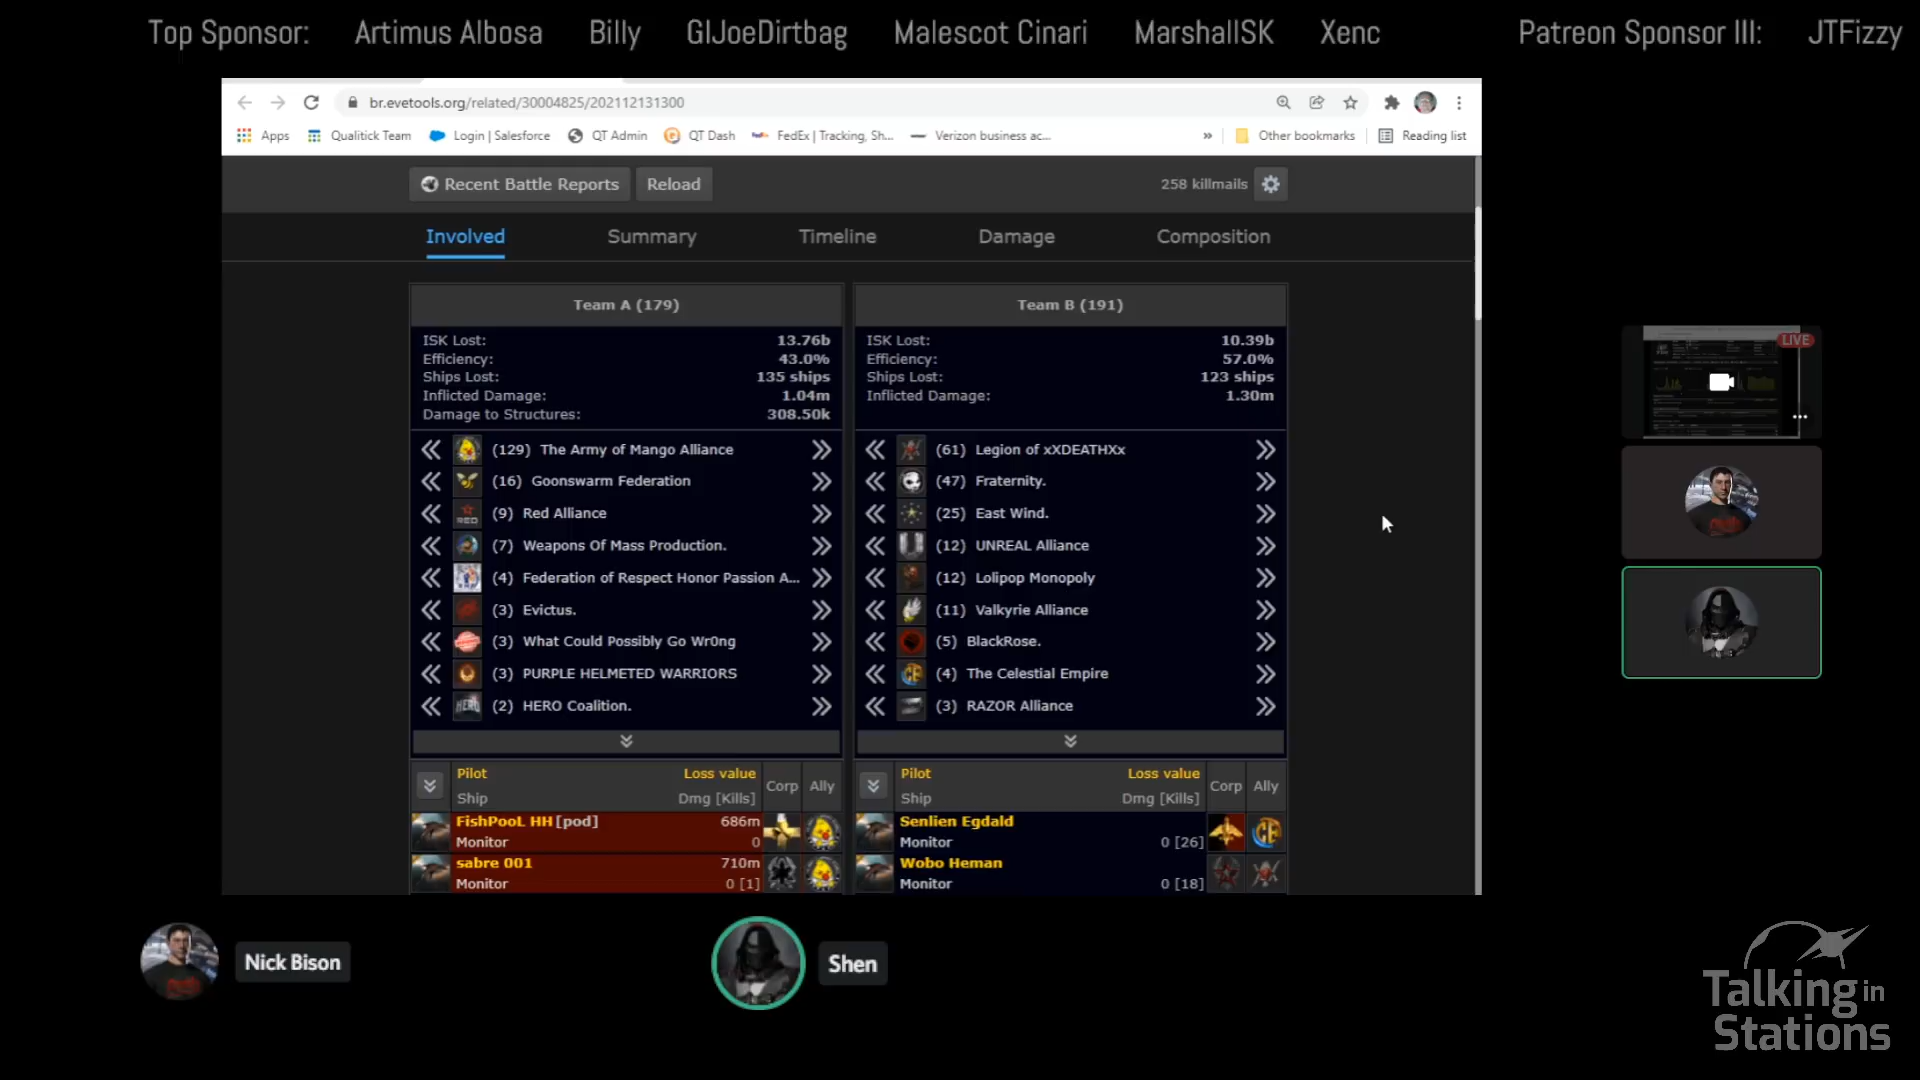 Top Sponsor: Artimus Albosa Billy GIJoeDirtbag Malescot Cinari MarshallSK Xenc Patreon Sponsor III: JTFizzy
br.evetools.org/related/30004825/202112131300
Apps Qualitick Team Login | Salesforce QT Admin QT Dash FedEx | Tracking, Sh... Verizon business ac... » Other bookmarks Reading list
Recent Battle Reports Reload 258 killmails
Involved Summary Timeline Damage Composition
Team A (179)
ISK Lost: 13.76b
Efficiency: 43.0%
Ships Lost: 135 ships
Inflicted Damage: 1.04m
Damage to Structures: 308.50k
(129) The Army of Mango Alliance
(16) Goonswarm Federation
(9) Red Alliance
(7) Weapons Of Mass Production.
(4) Federation of Respect Honor Passion A...
(3) Evictus.
(3) What Could Possibly Go Wr0ng
(3) PURPLE HELMETED WARRIORS
(2) HERO Coalition.
Pilot Loss value Corp Ally
Ship Dmg [Kills]
FishPooL HH [pod] 686m
Monitor 0
sabre 001 710m
Monitor 0 [1]
Team B (191)
ISK Lost: 10.39b
Efficiency: 57.0%
Ships Lost: 123 ships
Inflicted Damage: 1.30m
(61) Legion of xXDEATHXx
(47) Fraternity.
(25) East Wind.
(12) UNREAL Alliance
(12) Lolipop Monopoly
(11) Valkyrie Alliance
(5) BlackRose.
(4) The Celestial Empire
(3) RAZOR Alliance
Pilot Loss value Corp Ally
Ship Dmg [Kills]
Senlien Egdald
Monitor 0 [26]
Wobo Heman
Monitor 0 [18]
LIVE
Nick Bison
Shen
Talking in
Stations